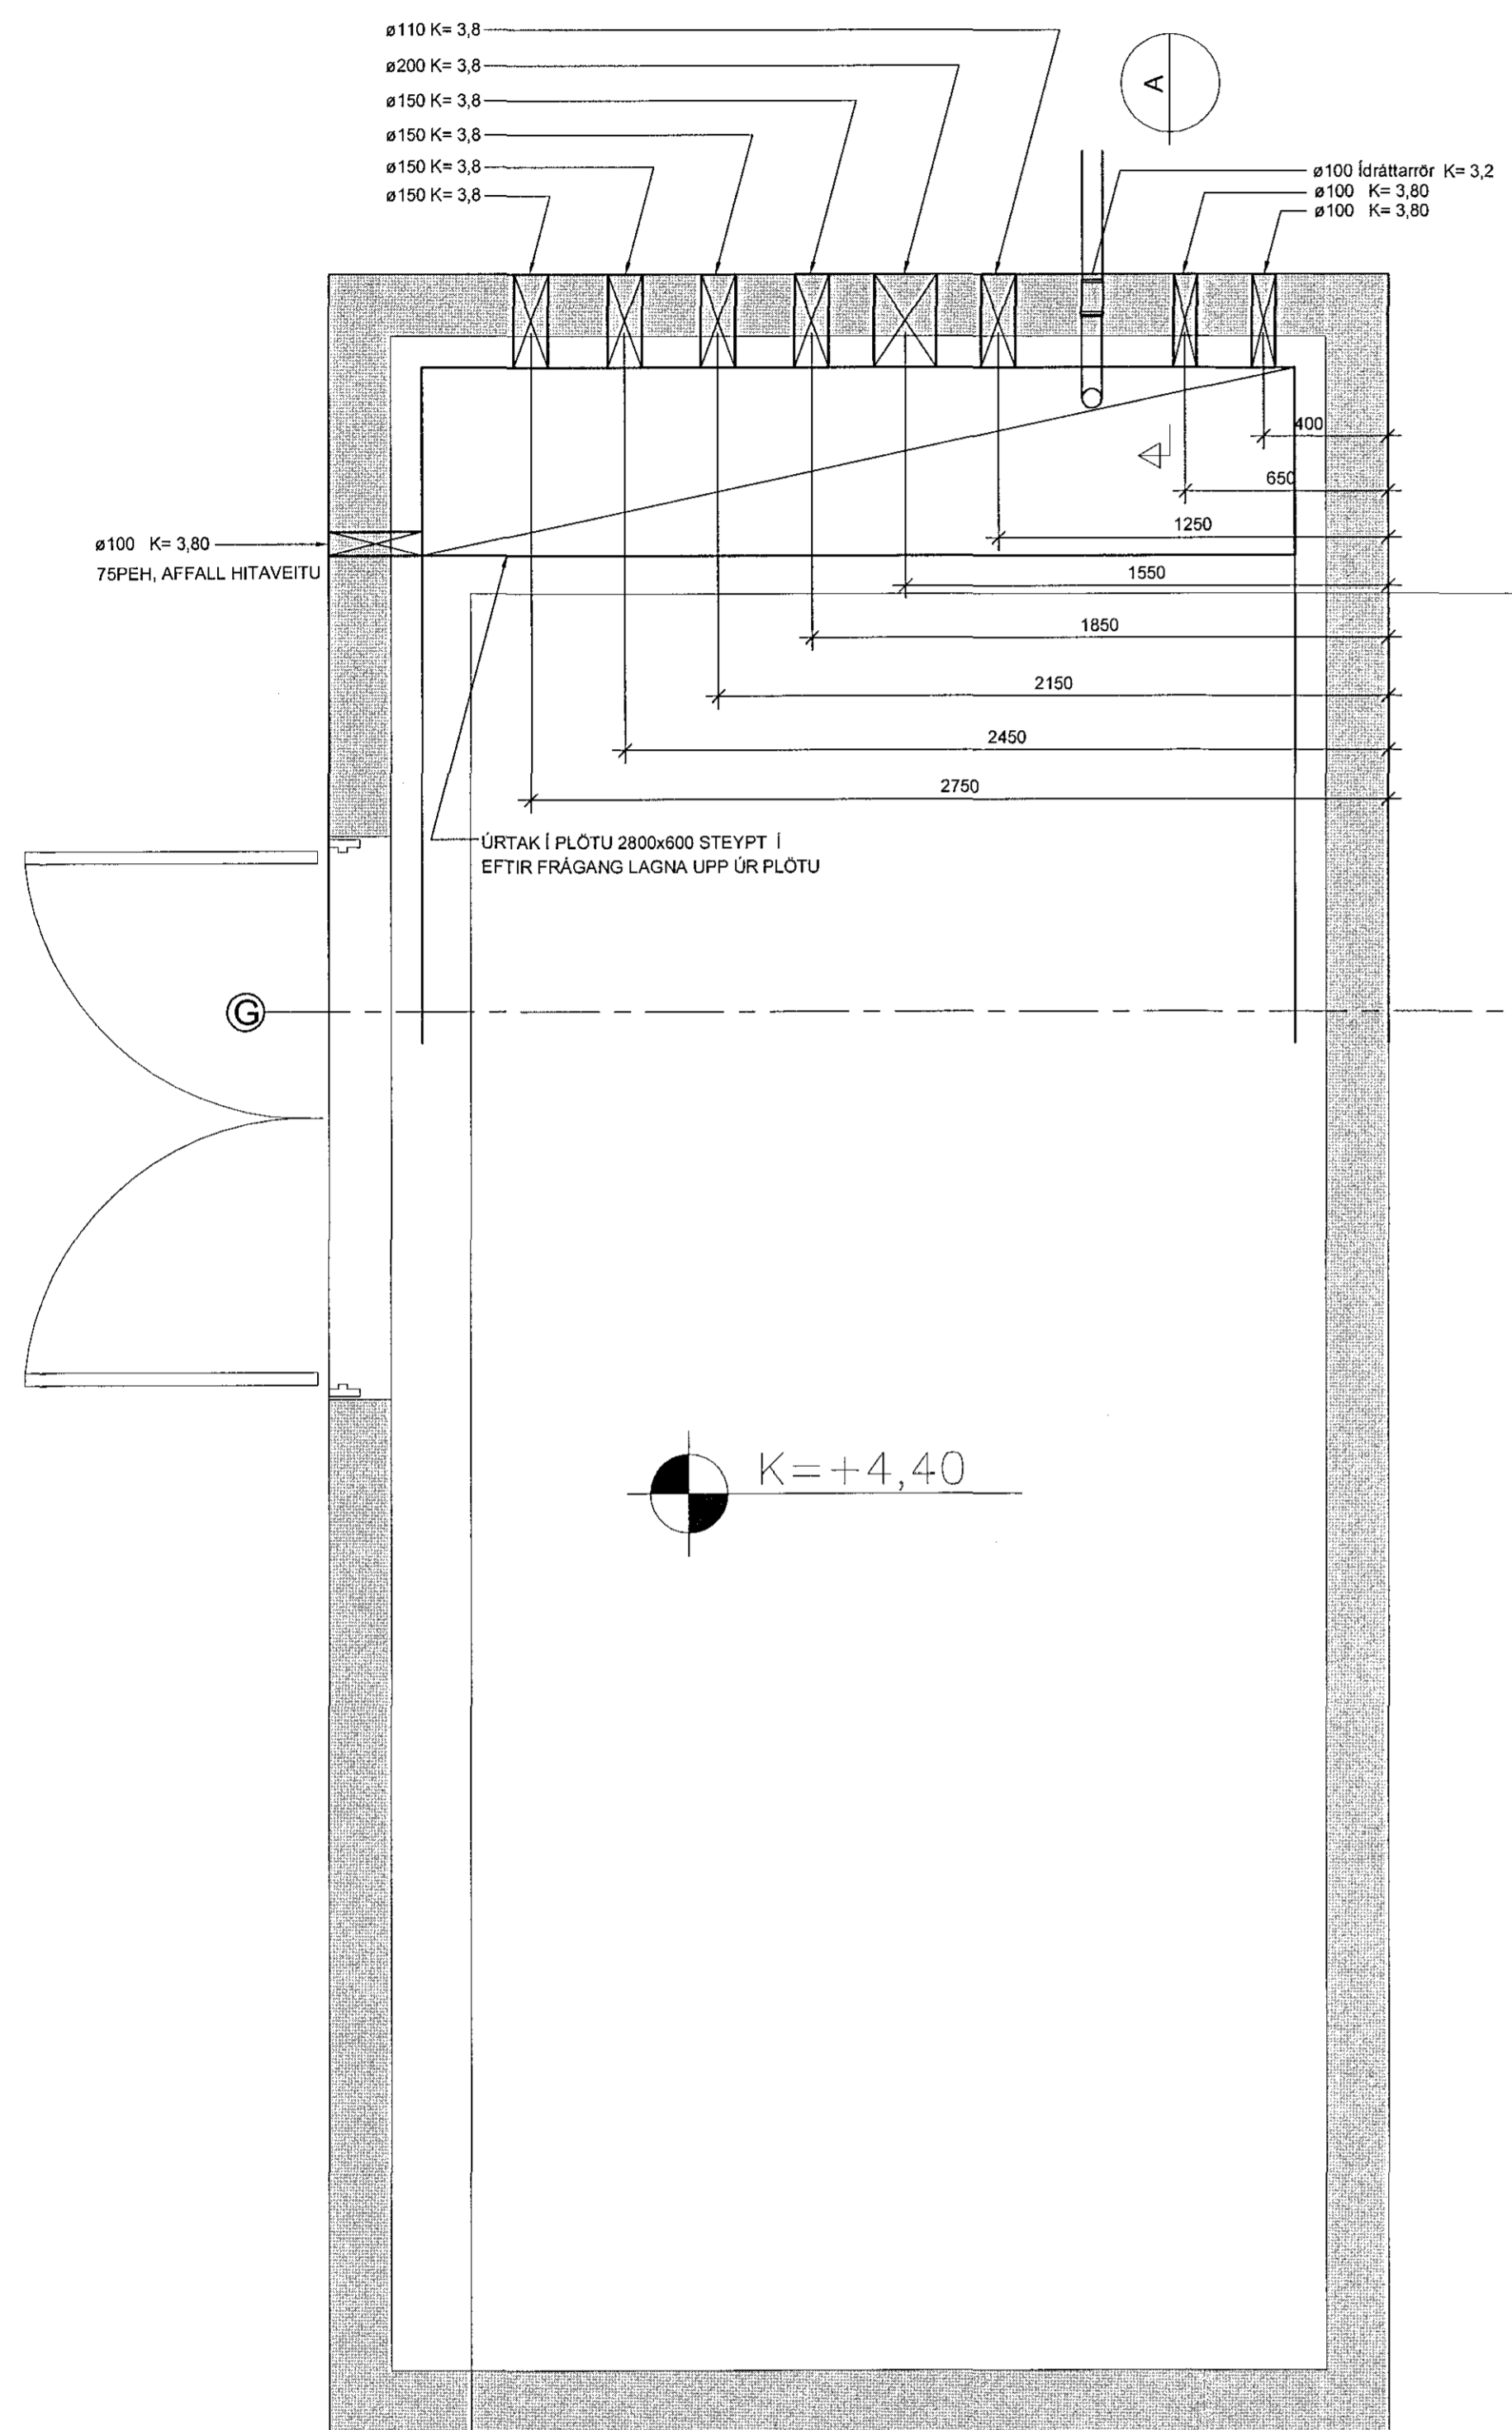 ø110 K= 3,8
ø200 K= 3,8
ø150 K= 3,8
ø150 K= 3,8
ø150 K= 3,8
ø150 K= 3,8
A
ø100 Ídráttarrör K= 3,2
ø100 K= 3,80
ø100 K= 3,80
400
650
1250
1550
1850
2150
2450
2750
ø100 K= 3,80
75PEH, AFFALL HITAVEITU
ÚRTAK Í PLÖTU 2800x600 STEYPT Í
EFTIR FRÁGANG LAGNA UPP ÚR PLÖTU
G
K=+4,40